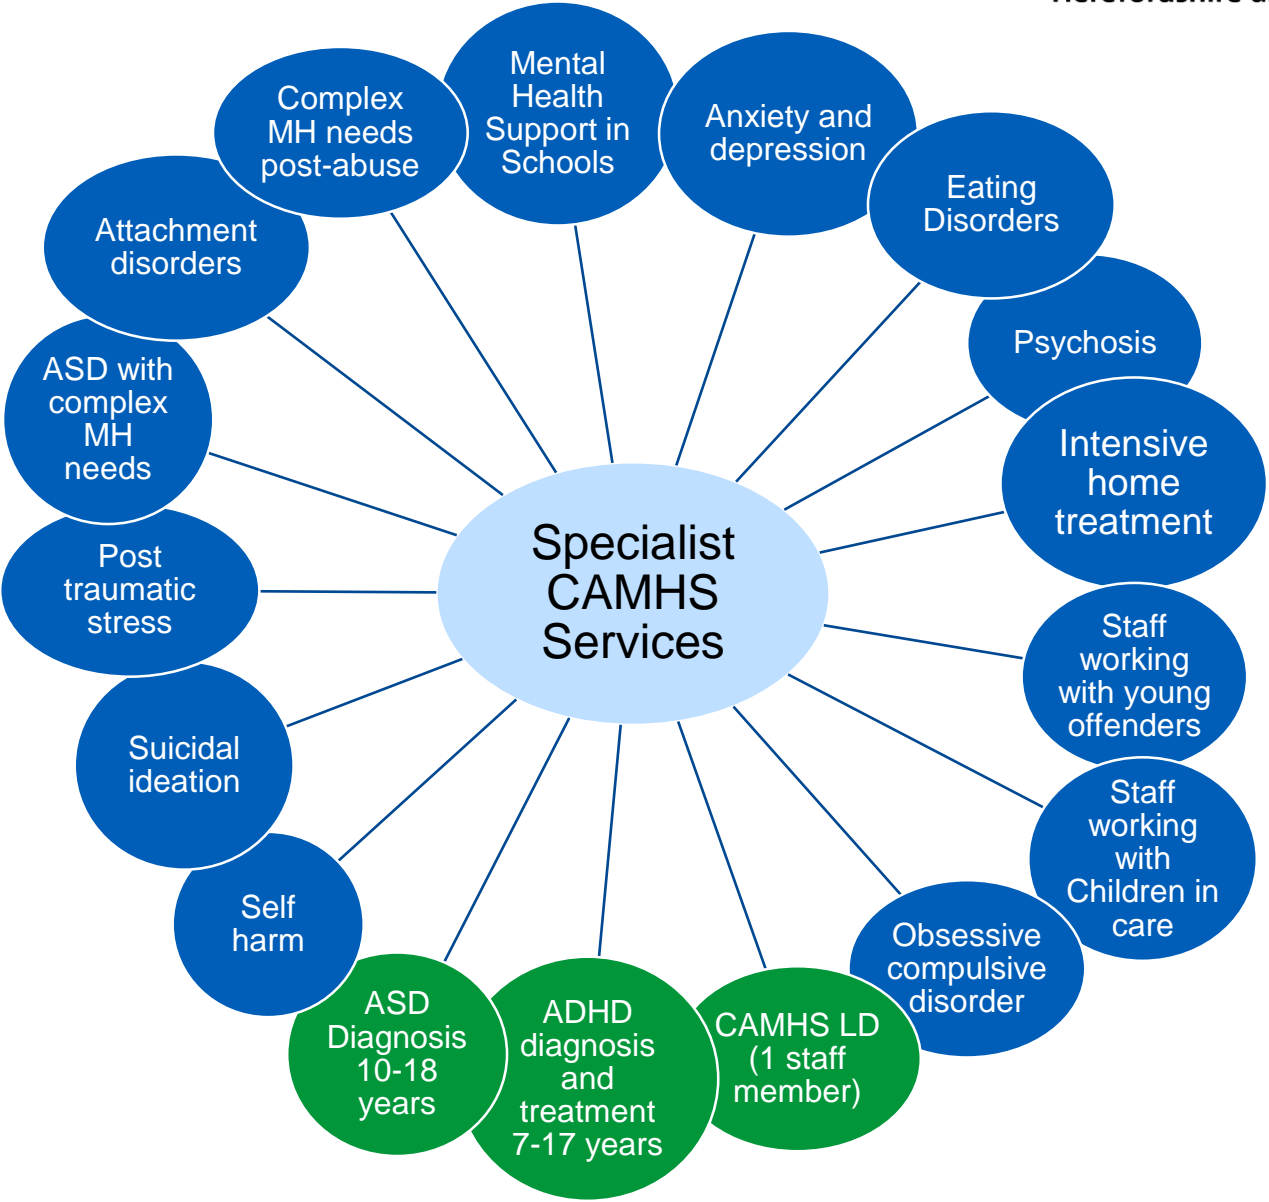 Mental
Health
Support in
Schools
Anxiety and
depression
Eating
Disorders
Psychosis
Intensive
home
treatment
Staff
working
with young
offenders
Staff
working
with
Children in
care
Obsessive
compulsive
disorder
CAMHS LD
(1 staff
member)
ADHD
diagnosis
and
treatment
7-17 years
ASD
Diagnosis
10-18
years
Self
harm
Suicidal
ideation
Post
traumatic
stress
ASD with
complex
MH
needs
Attachment
disorders
Complex
MH needs
post-abuse
Specialist
CAMHS
Services